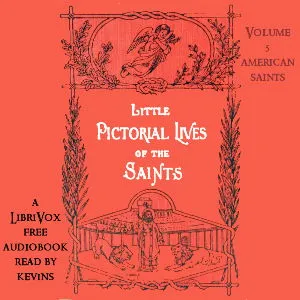 LITTLE
PICTORIAL LIVES
OF THE
SAINTS
VOLUME
5
AMERICAN
SAINTS
A
LIBRIVOX
FREE
AUDIOBOOK
READ BY
KEVINS